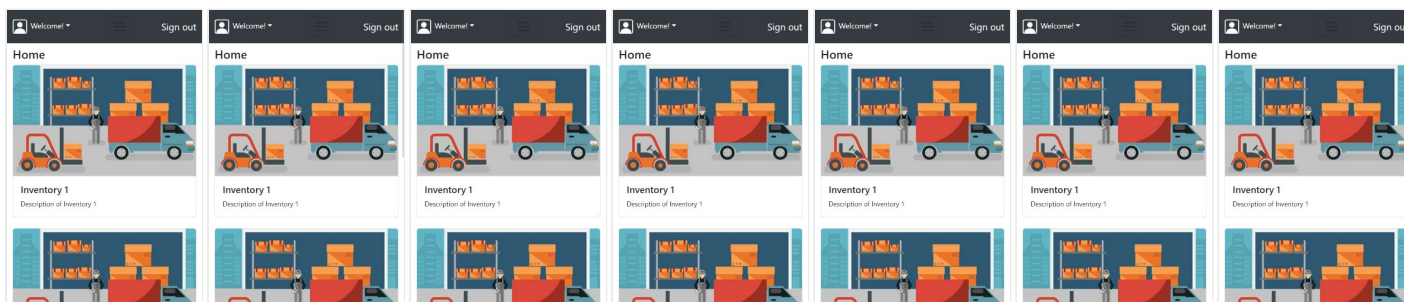 Welcome! Sign out Welcome! Sign out Welcome! Sign out Welcome! Sign out Welcome! Sign out Welcome! Sign out Welcome! Sign ou
Home Home Home Home Home Home Home
Inventory 1 Inventory 1 Inventory 1 Inventory 1 Inventory 1 Inventory 1 Inventory 1
Description of Inventory 1 Description of Inventory 1 Description of Inventory 1 Description of Inventory 1 Description of Inventory 1 Description of Inventory 1 Description of Inventory 1